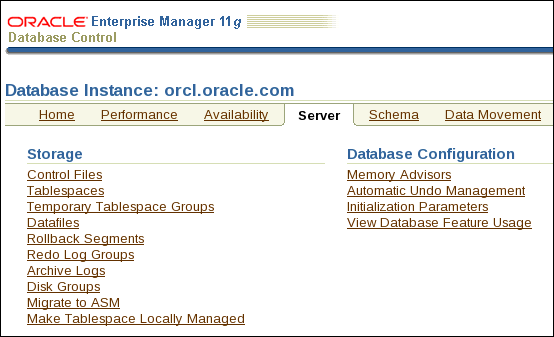 ORACLE Enterprise Manager 11g
Database Control
Database Instance: orcl.oracle.com
Home Performance Availability Server Schema Data Movement
Storage
Control Files
Tablespaces
Temporary Tablespace Groups
Datafiles
Rollback Segments
Redo Log Groups
Archive Logs
Disk Groups
Migrate to ASM
Make Tablespace Locally Managed
Database Configuration
Memory Advisors
Automatic Undo Management
Initialization Parameters
View Database Feature Usage